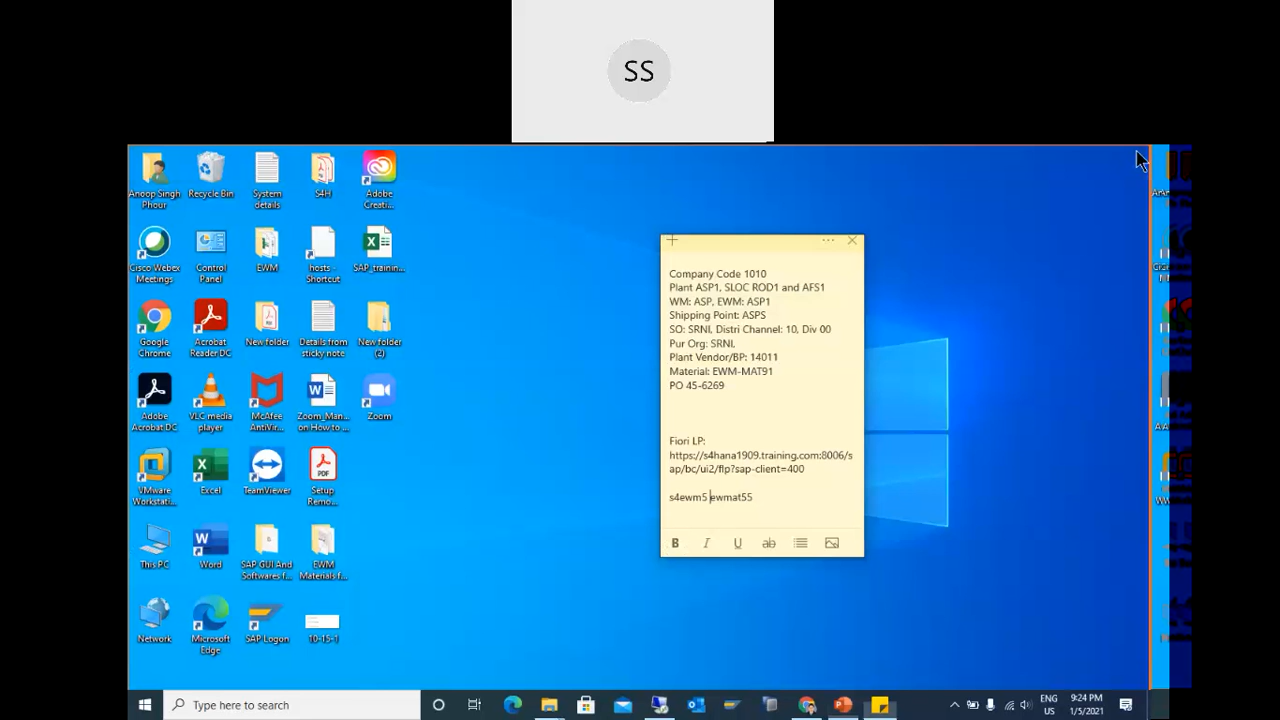 SS
Anoop Singh
Phour
Recycle Bin
System
details
S4H
Adobe
Creati...
Cisco Webex
Meetings
Control
Panel
EWM
hosts -
Shortcut
SAP_trainin...
Google
Chrome
Acrobat
Reader DC
New folder
Details from
sticky note
New folder
(2)
Adobe
Acrobat DC
VLC media
player
McAfee
AntiVir...
Zoom_Man...
on How to ...
Zoom
VMware
Workstati...
Excel
TeamViewer
Setup
Remo...
This PC
Word
SAP GUI And
Softwares f...
EWM
Materials f...
Network
Microsoft
Edge
SAP Logon
10-15-1
Company Code 1010
Plant ASP1, SLOC ROD1 and AFS1
WM: ASP, EWM: ASP1
Shipping Point: ASPS
SO: SRNI, Distri Channel: 10, Div 00
Pur Org: SRNI,
Plant Vendor/BP: 14011
Material: EWM-MAT91
PO 45-6269
Fiori LP:
https://s4hana1909.training.com:8006/s
ap/bc/ui2/flp?sap-client=400
s4ewm5 ewmat55
B I U ab
Type here to search
ENG
US
9:24 PM
1/5/2021